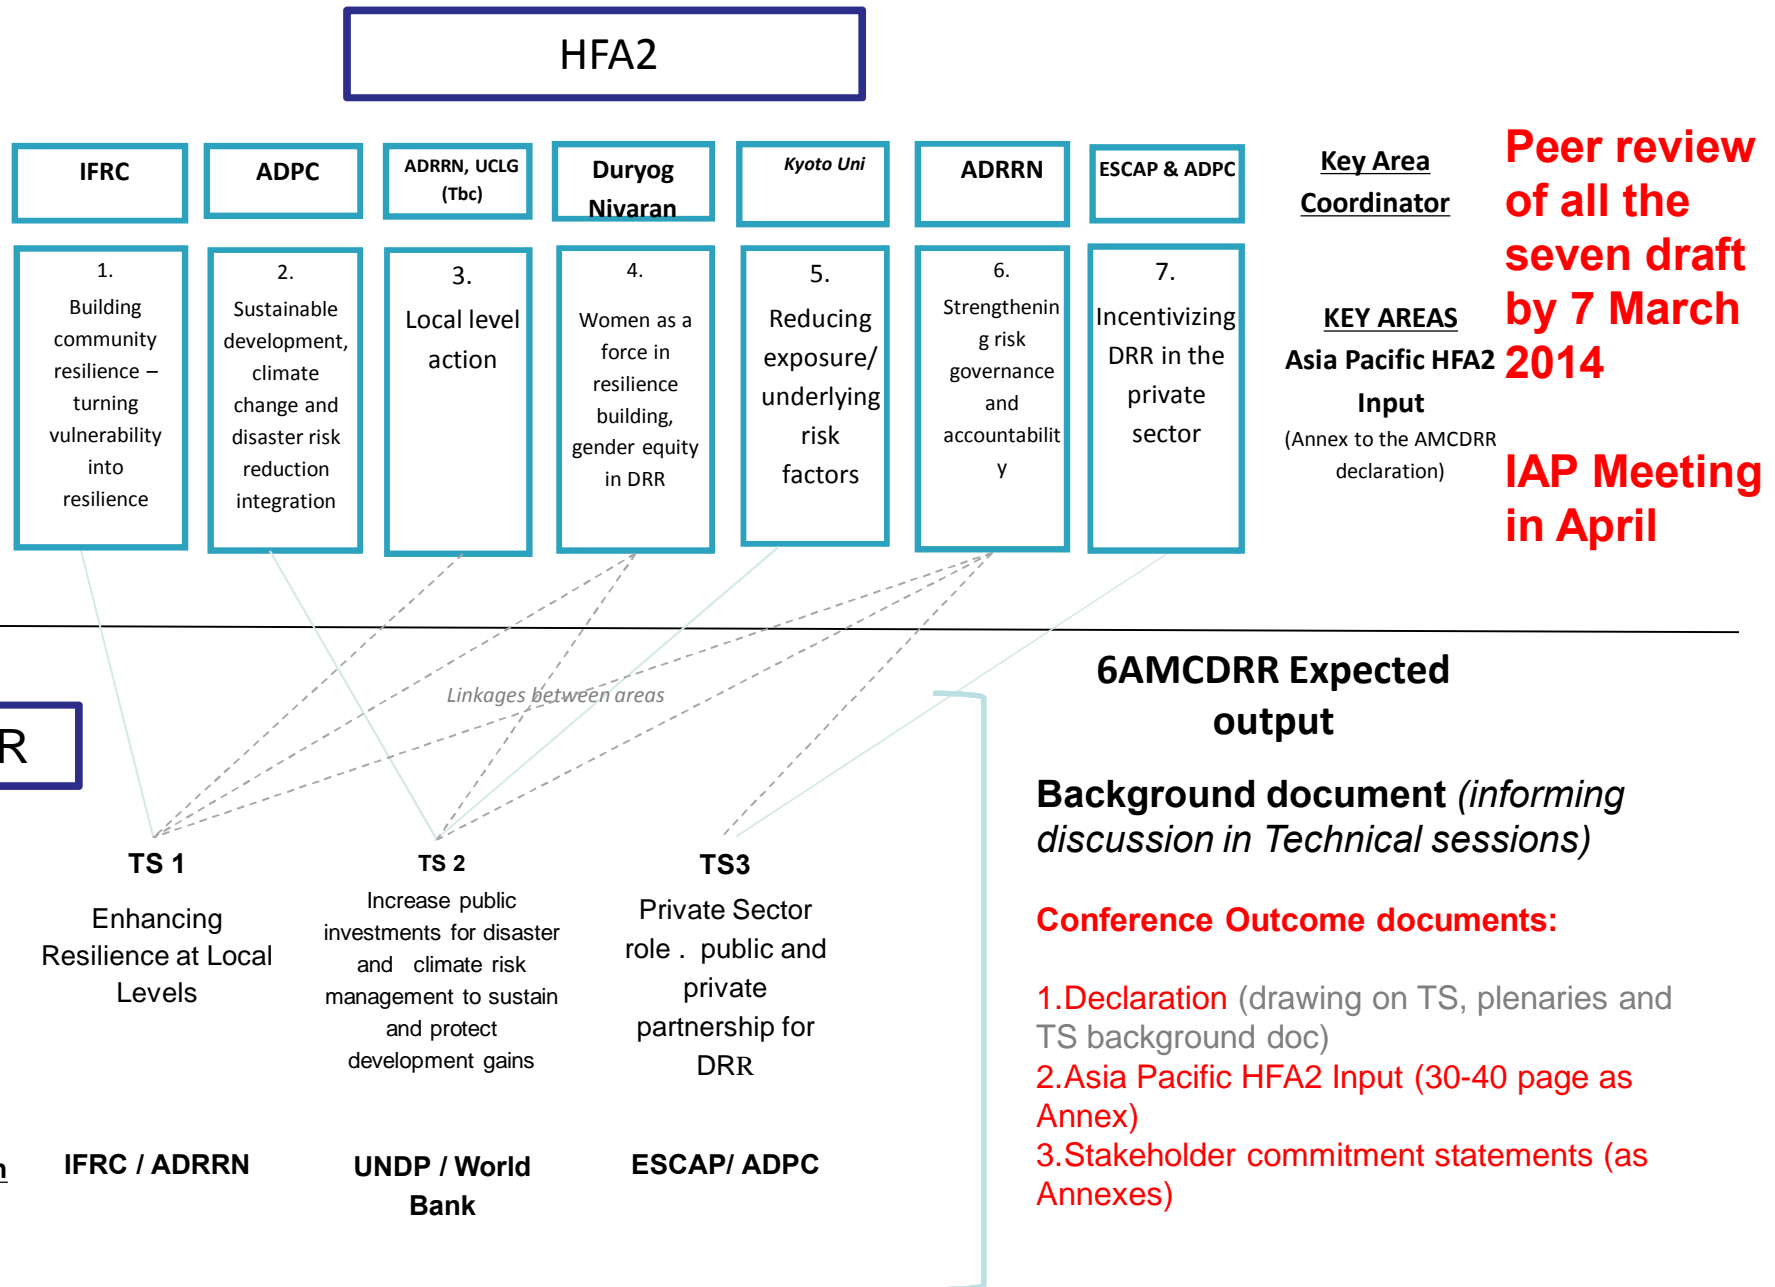 HFA2
IFRC
ADPC
ADRRN, UCLG
(Tbc)
Duryog
Nivaran
Kyoto Uni
ADRRN
ESCAP & ADPC
Key Area
Coordinator
Peer review
of all the
seven draft
by 7 March
2014
IAP Meeting
in April
1.
Building
community
resilience –
turning
vulnerability
into
resilience
2.
Sustainable
development,
climate
change and
disaster risk
reduction
integration
3.
Local level
action
4.
Women as a
force in
resilience
building,
gender equity
in DRR
5.
Reducing
exposure/
underlying
risk
factors
6.
Strengthenin
g risk
governance
and
accountabilit
y
7.
Incentivizing
DRR in the
private
sector
KEY AREAS
Asia Pacific HFA2
Input
(Annex to the AMCDRR
declaration)
Linkages between areas
R
TS 1
Enhancing
Resilience at Local
Levels
IFRC / ADRRN
TS 2
Increase public
investments for disaster
and climate risk
management to sustain
and protect
development gains
UNDP / World
Bank
TS3
Private Sector
role . public and
private
partnership for
DRR
ESCAP/ ADPC
n
6AMCDRR Expected
output
Background document (informing
discussion in Technical sessions)
Conference Outcome documents:
1.Declaration (drawing on TS, plenaries and
TS background doc)
2.Asia Pacific HFA2 Input (30-40 page as
Annex)
3.Stakeholder commitment statements (as
Annexes)